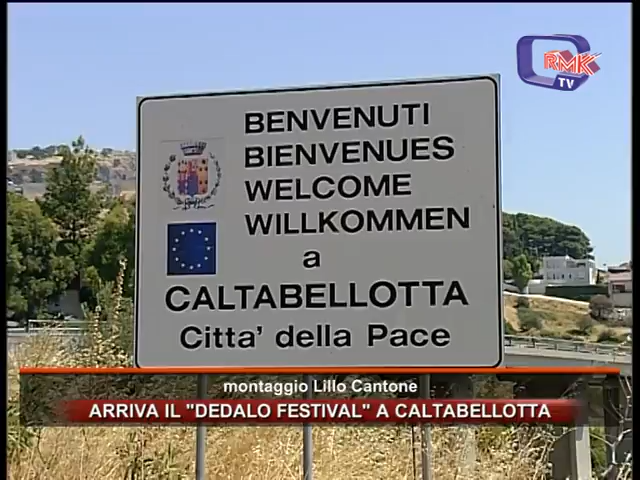 RMK
TV
BENVENUTI
BIENVENUES
WELCOME
WILLKOMMEN
a
CALTABELLOTTA
Citta' della Pace
montaggio Lillo Cantone
ARRIVA IL "DEDALO FESTIVAL" A CALTABELLOTTA